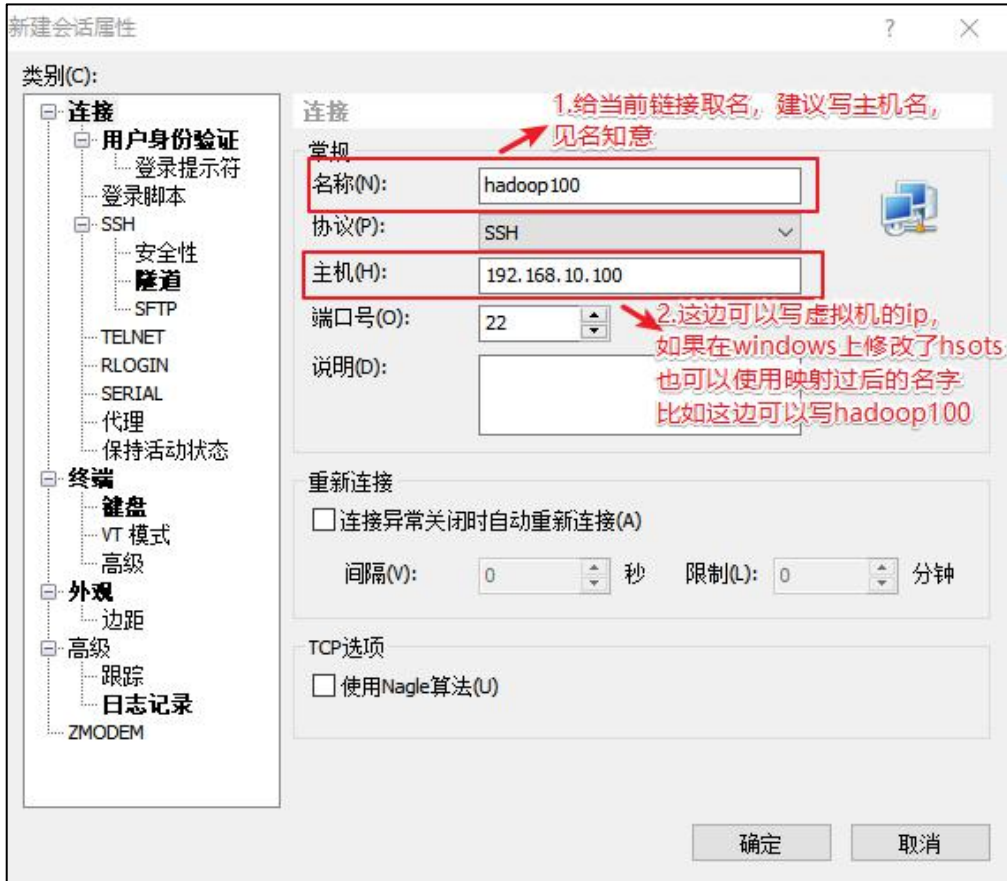 新建会话属性
?
类别(C):
连接
用户身份验证
登录提示符
登录脚本
SSH
安全性
隧道
SFTP
TELNET
RLOGIN
SERIAL
代理
保持活动状态
终端
键盘
VT 模式
高级
外观
边距
高级
跟踪
日志记录
ZMODEM
连接
1.给当前链接取名，建议写主机名，
见名知意
常规
名称(N):
hadoop100
协议(P):
SSH
主机(H):
192.168.10.100
端口号(O):
22
2.这边可以写虚拟机的ip，
如果在windows上修改了hsots
也可以使用映射过后的名字
比如这边可以写hadoop100
说明(D):
重新连接
连接异常关闭时自动重新连接(A)
间隔(V): 0 秒 限制(L): 0 分钟
TCP选项
使用Nagle算法(U)
确定 取消